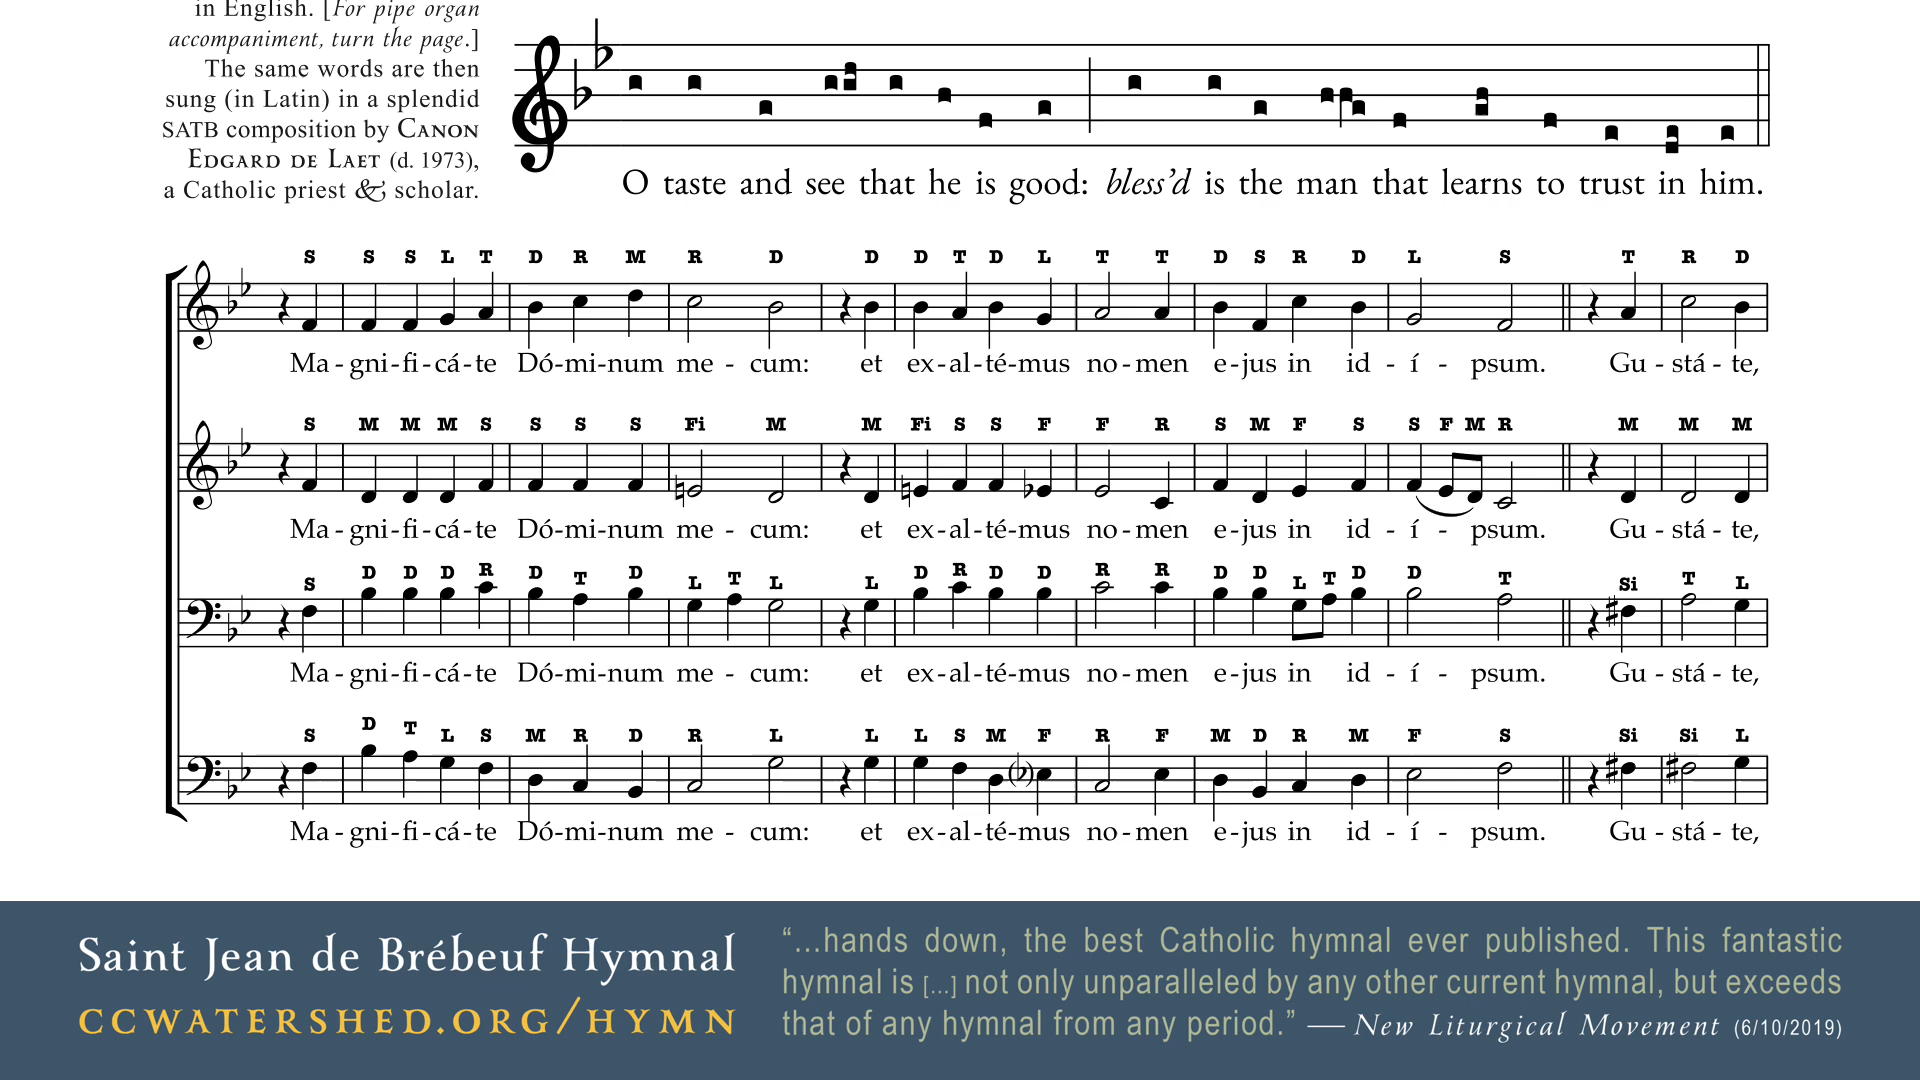 in English. [For pipe organ
accompaniment, turn the page.]
The same words are then
sung (in Latin) in a splendid
SATB composition by CANON
EDGARD DE LAET (d. 1973),
a Catholic priest & scholar.
O taste and see that he is good: bless’d is the man that learns to trust in him.
S S S L T D R M R D D D T D L T T D S R D L S T R D
Ma - gni - fi - cá - te Dó - mi - num me - cum: et ex - al - té - mus no - men e - jus in id - í - psum. Gu - stá - te,
S M M M S S S S Fi M M Fi S S F F R S M F S S F M R M M M
Ma - gni - fi - cá - te Dó - mi - num me - cum: et ex - al - té - mus no - men e - jus in id - í - psum. Gu - stá - te,
S D D D R D T D L T L L D R D D R R D D L T D D T Si T L
Ma - gni - fi - cá - te Dó - mi - num me - cum: et ex - al - té - mus no - men e - jus in id - í - psum. Gu - stá - te,
S D T L S M R D R L L L S M F R F M D R M F S Si Si L
Ma - gni - fi - cá - te Dó - mi - num me - cum: et ex - al - té - mus no - men e - jus in id - í - psum. Gu - stá - te,
Saint Jean de Brébeuf Hymnal
CCWATERSHED.ORG/HYMN
“...hands down, the best Catholic hymnal ever published. This fantastic
hymnal is [...] not only unparalleled by any other current hymnal, but exceeds
that of any hymnal from any period.” — New Liturgical Movement (6/10/2019)